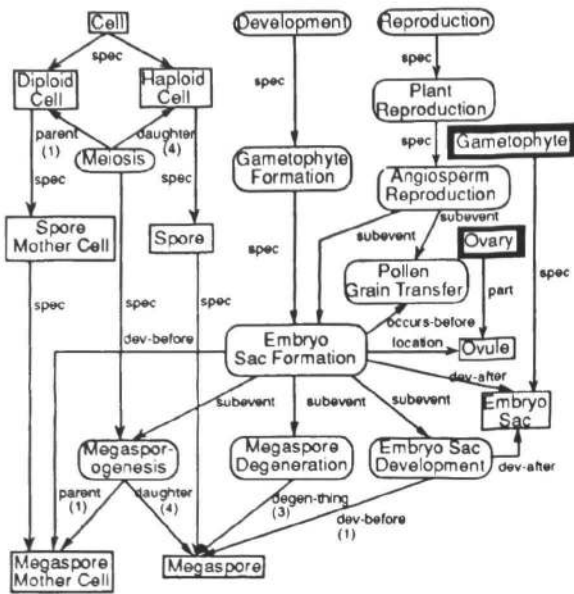 Cell
Development
Reproduction
spec
spec
spec
spec
Diploid
Cell
Haploid
Cell
Plant
Reproduction
parent
(1)
daughter
(4)
spec
Gametophyte
Meiosis
Gametophyte
Formation
Angiosperm
Reproduction
spec
spec
subevent
Spore
Mother Cell
Spore
subevent
Ovary
Pollen
Grain Transfer
spec
spec
spec
spec
spec
part
dev-before
occurs-before
Embryo
Sac Formation
location
Ovule
dev-after
subevent
subevent
subevent
Embryo
Sac
Megaspor-
ogenesis
Megaspore
Degeneration
Embryo Sac
Development
dev-after
parent
(1)
daughter
(4)
degen-thing
(3)
dev-before
(1)
Megaspore
Mother Cell
Megaspore